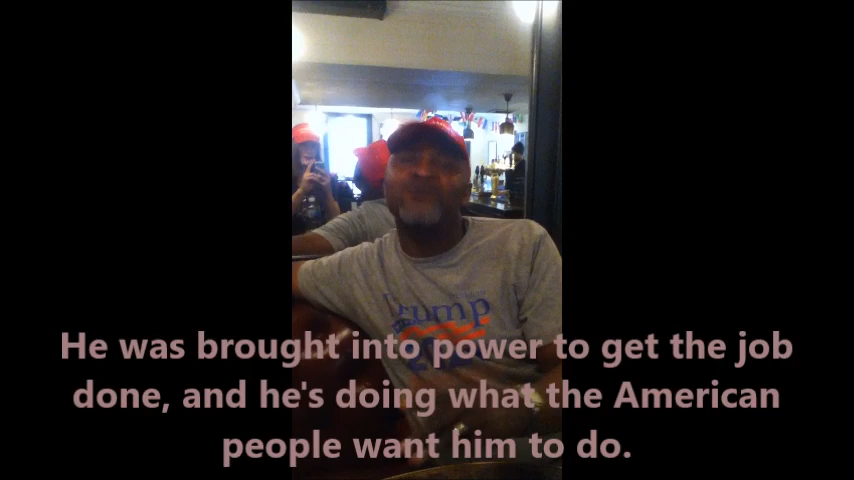 Trump
He was brought into power to get the job
done, and he's doing what the American
people want him to do.